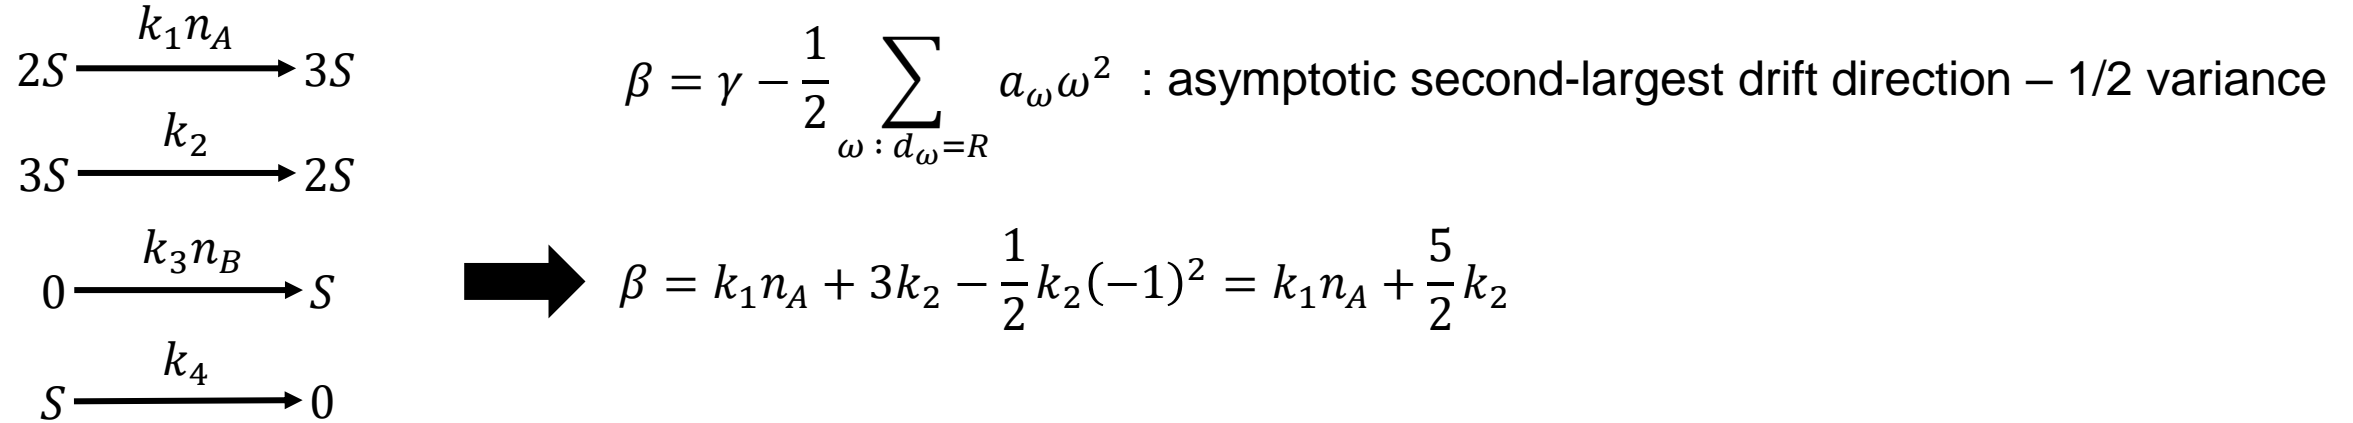 k₁n_A
2S ⟶ 3S
k₂
3S ⟶ 2S
k₃n_B
0 ⟶ S
k₄
S ⟶ 0
β = γ − 1/2 ∑_{ω : d_ω=R} a_ω ω² : asymptotic second-largest drift direction – 1/2 variance
β = k₁n_A + 3k₂ − 1/2 k₂(−1)² = k₁n_A + 5/2 k₂